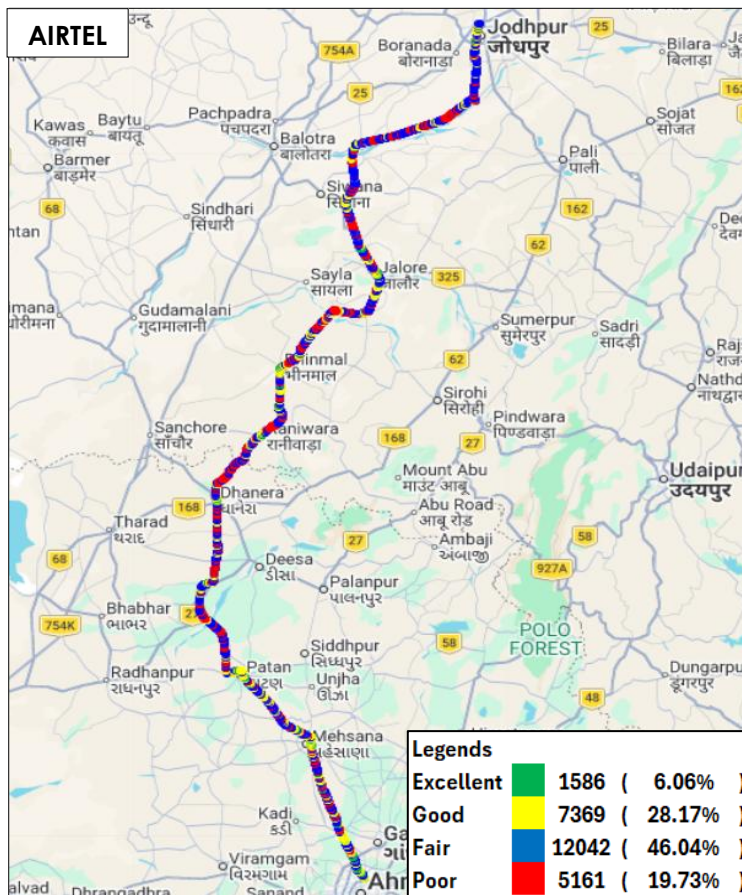 AIRTEL
न्दू
754A
Boranada
बोरानाडा
Jodhpur
जोधपुर
25
Bilara
बिलाड़ा
25
162
Pachpadra
पचपदरा
Kawas
कवास
Baytu
बायतू
Balotra
बालोतरा
Sojat
सोजत
Barmer
बाड़मेर
Pali
पाली
68
Sindhari
सिंधारी
162
62
Sayla
सायला
Jalore
जालौर
325
Gudamalani
गुदामालानी
Sumerpur
सुमेरपुर
Sadri
सादड़ी
62
भीनमाल
Sirohi
सिरोही
Pindwara
पिण्डवाड़ा
Sanchore
साँचौर
रानीवाड़ा
168
27
Mount Abu
माउंट आबू
Udaipur
उदयपुर
Dhanera
168
Abu Road
आबू रोड
Tharad
થરાદ
27
Ambaji
અંબાજી
58
68
Deesa
ડીસા
927A
Palanpur
પાલનપુર
Bhabhar
ભાભર
754K
POLO
FOREST
58
Siddhpur
સિધ્ધપુર
Radhanpur
રાધનપુર
Patan
Unjha
ઊંઝા
Dungarpur
डूंगरपुर
48
Mehsana
મહેસાણા
Kadi
કડી
Viramgam
વિરમગામ
Dhrangadhra
Sanand
Legends
Excellent 1586 ( 6.06% )
Good 7369 ( 28.17% )
Fair 12042 ( 46.04% )
Poor 5161 ( 19.73% )